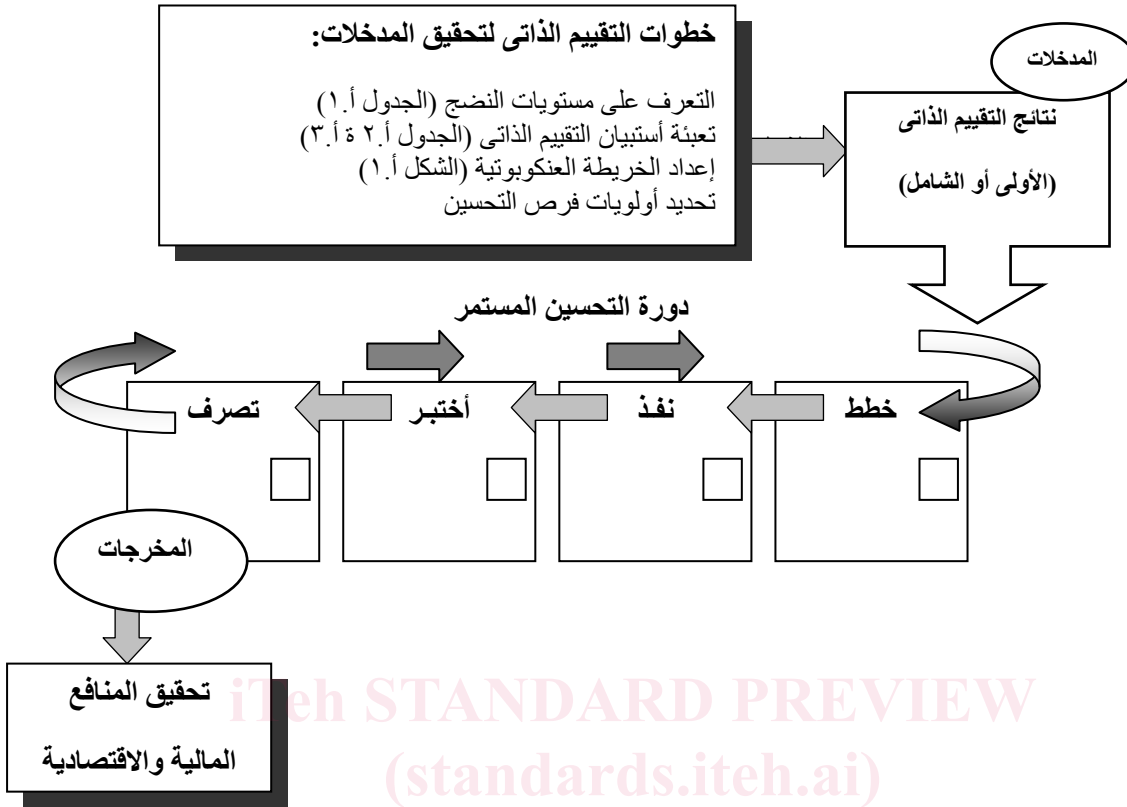 خطوات التقييم الذاتى لتحقيق المدخلات:
التعرف على مستويات النضج (الجدول أ.١)
تعبئة أستبيان التقييم الذاتى (الجدول أ.٢ ة أ.٣)
إعداد الخريطة العنكوبوتية (الشكل أ.١)
تحديد أولويات فرص التحسين
المدخلات
نتائج التقييم الذاتى
(الأولى أو الشامل)
دورة التحسين المستمر
خطط
نفذ
أختبر
تصرف
المخرجات
تحقيق المنافع
المالية والاقتصادية
iTeh STANDARD PREVIEW
(standards.iteh.ai)